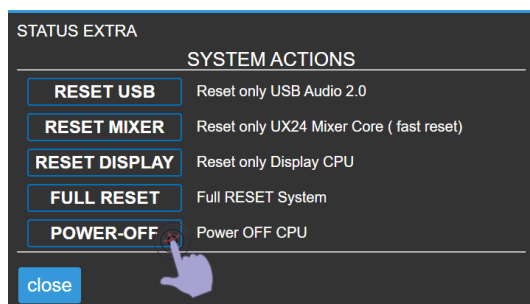 STATUS EXTRA
SYSTEM ACTIONS
RESET USB Reset only USB Audio 2.0
RESET MIXER Reset only UX24 Mixer Core ( fast reset)
RESET DISPLAY Reset only Display CPU
FULL RESET Full RESET System
POWER-OFF Power OFF CPU
close